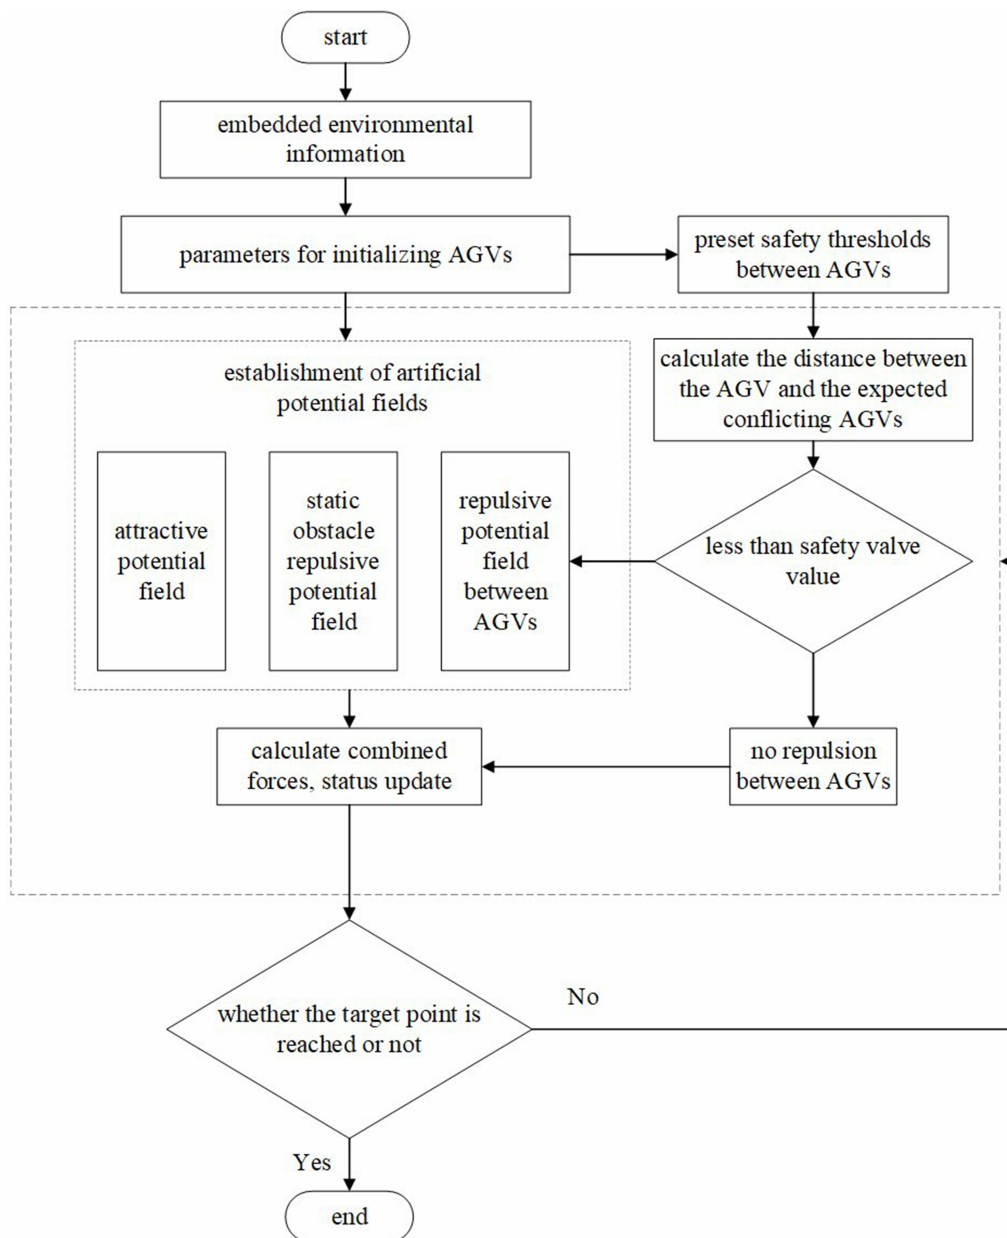 start
embedded environmental
information
parameters for initializing AGVs
preset safety thresholds
between AGVs
establishment of artificial
potential fields
calculate the distance between
the AGV and the expected
conflicting AGVs
attractive
potential
field
static
obstacle
repulsive
potential
field
repulsive
potential
field
between
AGVs
less than safety valve
value
calculate combined
forces, status update
no repulsion
between AGVs
whether the target point is
reached or not
No
Yes
end